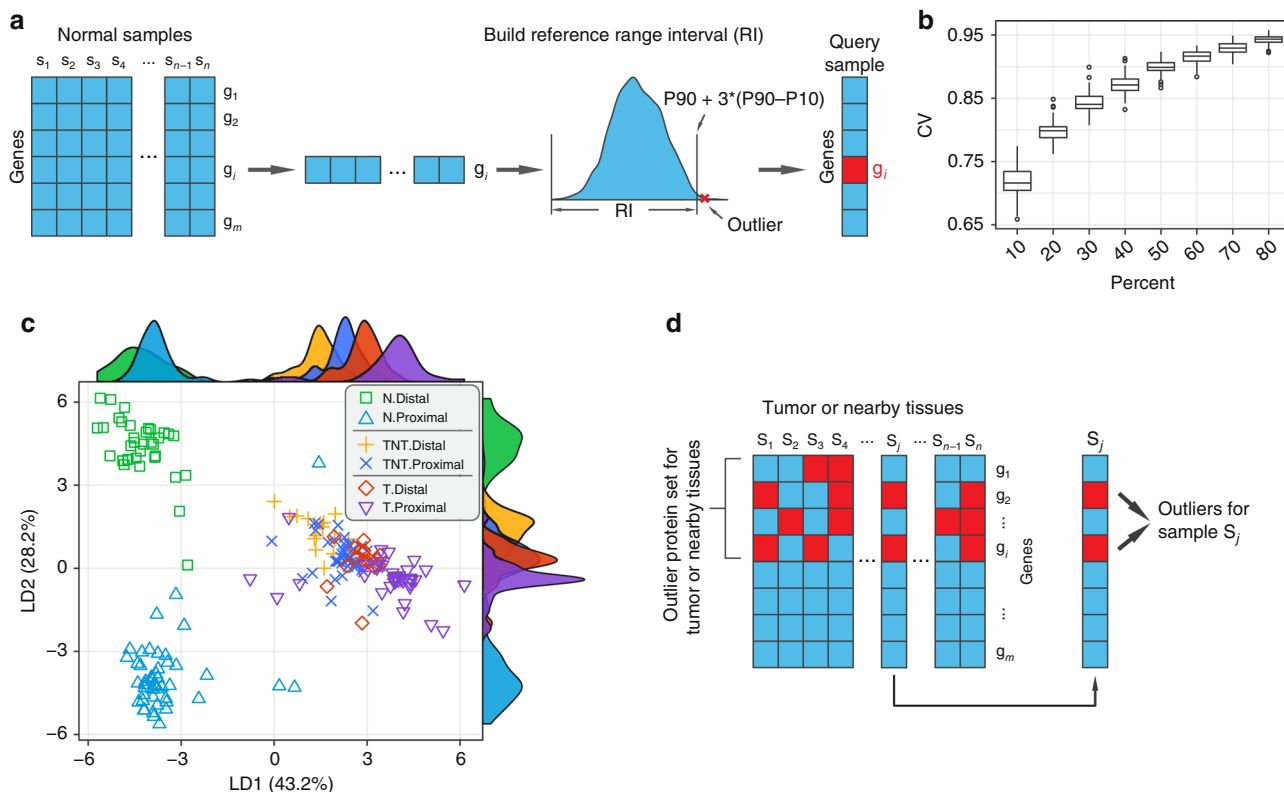 a
Normal samples
S1 S2 S3 S4 ... Sn−1 Sn
Genes
g1
g2
...
gi
gm
... gi
Build reference range interval (RI)
P90 + 3*(P90–P10)
RI
Outlier
Query
sample
Genes
gi
b
CV
0.95
0.85
0.75
0.65
10 20 30 40 50 60 70 80
Percent
c
N.Distal
N.Proximal
TNT.Distal
TNT.Proximal
T.Distal
T.Proximal
LD2 (28.2%)
6
3
0
−3
−6
−6 −3 0 3 6
LD1 (43.2%)
d
Tumor or nearby tissues
S1 S2 S3 S4 ... Sj ... Sn−1 Sn
Sj
Outlier protein set for
tumor or nearby tissues
g1
g2
...
gi
...
gm
... ...
Genes
Outliers for
sample Sj